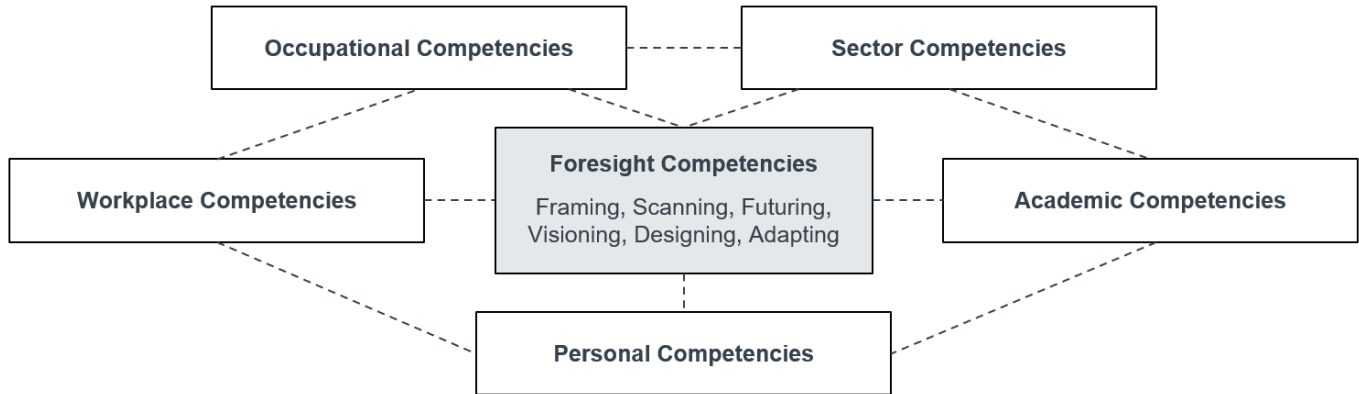 Occupational Competencies
Sector Competencies
Foresight Competencies
Framing, Scanning, Futuring,
Visioning, Designing, Adapting
Workplace Competencies
Academic Competencies
Personal Competencies